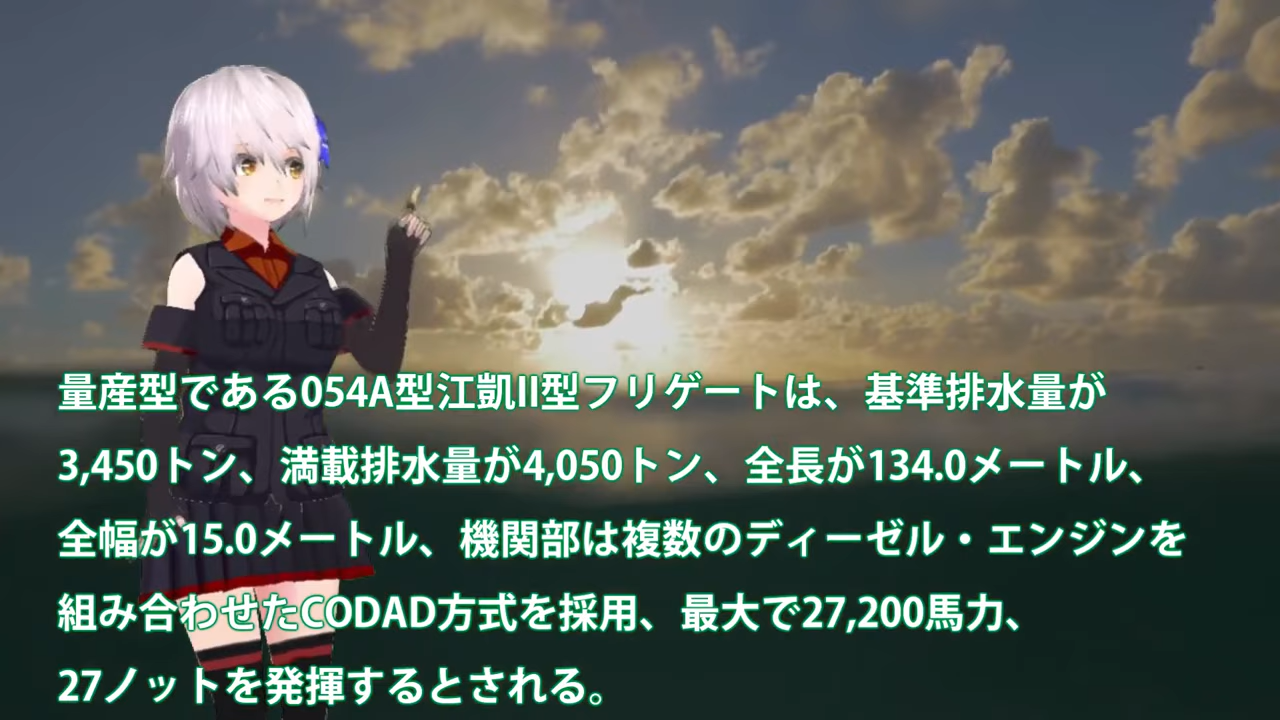 量産型である054A型江凱II型フリゲートは、基準排水量が
3,450トン、満載排水量が4,050トン、全長が134.0メートル、
全幅が15.0メートル、機関部は複数のディーゼル・エンジンを
組み合わせたCODAD方式を採用、最大で27,200馬力、
27ノットを発揮するとされる。